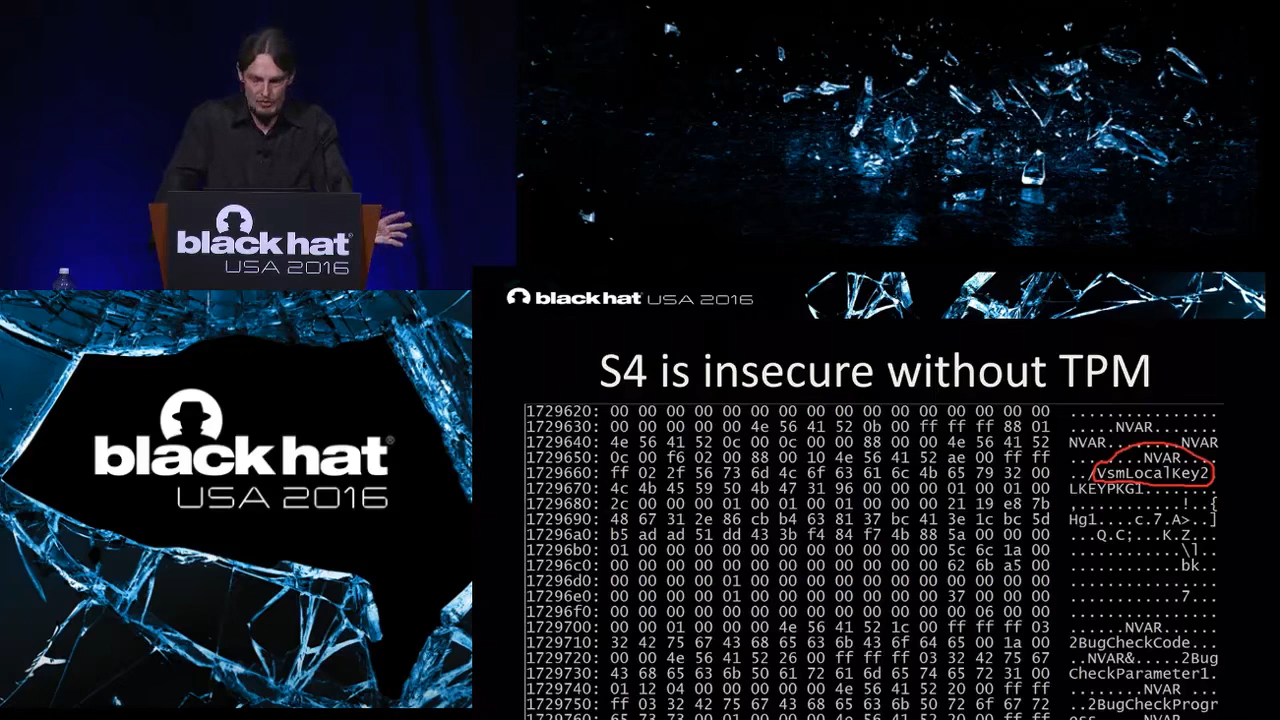 black hat
USA 2016
black hat®
USA 2016
black hat USA 2016
S4 is insecure without TPM
1729620: 00 00 00 00 00 00 00 00 00 00 00 00 00 00 00 00 ................
1729630: 00 00 00 00 00 4e 56 41 52 0b 00 ff ff ff 88 01 .....NVAR.......
1729640: 4e 56 41 52 0c 00 0c 00 00 88 00 00 4e 56 41 52 NVAR........NVAR
1729650: 0c 00 f6 02 00 88 00 10 4e 56 41 52 ae 00 ff ff ........NVAR....
1729660: ff 02 2f 56 73 6d 4c 6f 63 61 6c 4b 65 79 32 00 ../VsmLocalKey2
1729670: 4c 4b 45 59 50 4b 47 31 96 00 00 00 01 00 01 00 LKEYPKG1........
1729680: 2c 00 00 00 01 00 01 00 01 00 00 00 21 19 e8 7b ,...........!..{
1729690: 48 67 31 2e 86 cb b4 63 81 37 bc 41 3e 1c bc 5d Hg1....c.7.A>..]
17296a0: b5 ad ad 51 dd 43 3b f4 84 f7 4b 88 5a 00 00 00 ...Q.C;...K.Z...
17296b0: 01 00 00 00 00 00 00 00 00 00 00 00 5c 6c 1a 00 ............\l..
17296c0: 00 00 00 00 00 00 00 00 00 00 00 00 62 6b a5 00 ............bk..
17296d0: 00 00 00 00 01 00 00 00 00 00 00 00 00 00 00 00 ................
17296e0: 00 00 00 00 01 00 00 00 00 00 00 00 37 00 00 00 ............7...
17296f0: 00 00 00 00 00 00 00 00 00 00 00 00 00 06 00 00 ................
1729700: 00 00 01 00 00 00 4e 56 41 52 1c 00 ff ff ff 03 ......NVAR......
1729710: 32 42 75 67 43 68 65 63 6b 43 6f 64 65 00 1a 00 2BugCheckCode...
1729720: 00 00 4e 56 41 52 26 00 ff ff ff 03 32 42 75 67 ..NVAR&.....2Bug
1729730: 43 68 65 63 6b 50 61 72 61 6d 65 74 65 72 31 00 CheckParameter1.
1729740: 01 12 04 00 00 00 00 00 4e 56 41 52 20 00 ff ff ........NVAR ...
1729750: ff 03 32 42 75 67 43 68 65 63 6b 50 72 6f 67 72 ..2BugCheckProgr